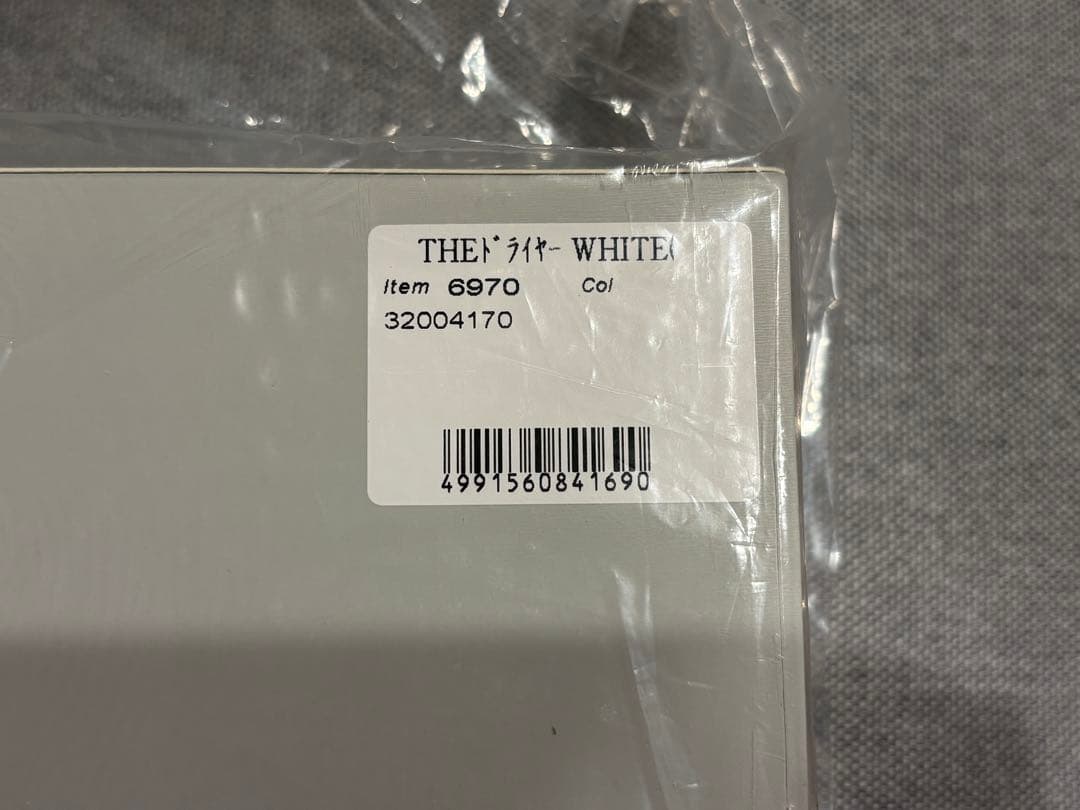 THEﾄﾞﾗｲﾔｰ WHITE(
Item 6970 Col
32004170
4991560841690